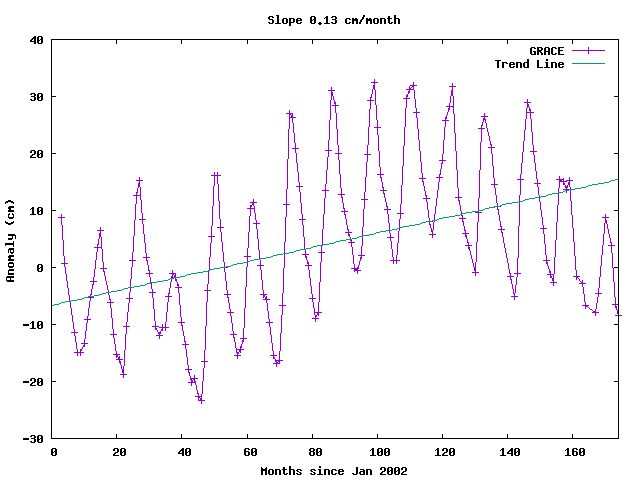 Slope 0.13 cm/month
GRACE
Trend Line
Anomaly (cm)
40
30
20
10
0
-10
-20
-30
0 20 40 60 80 100 120 140 160
Months since Jan 2002